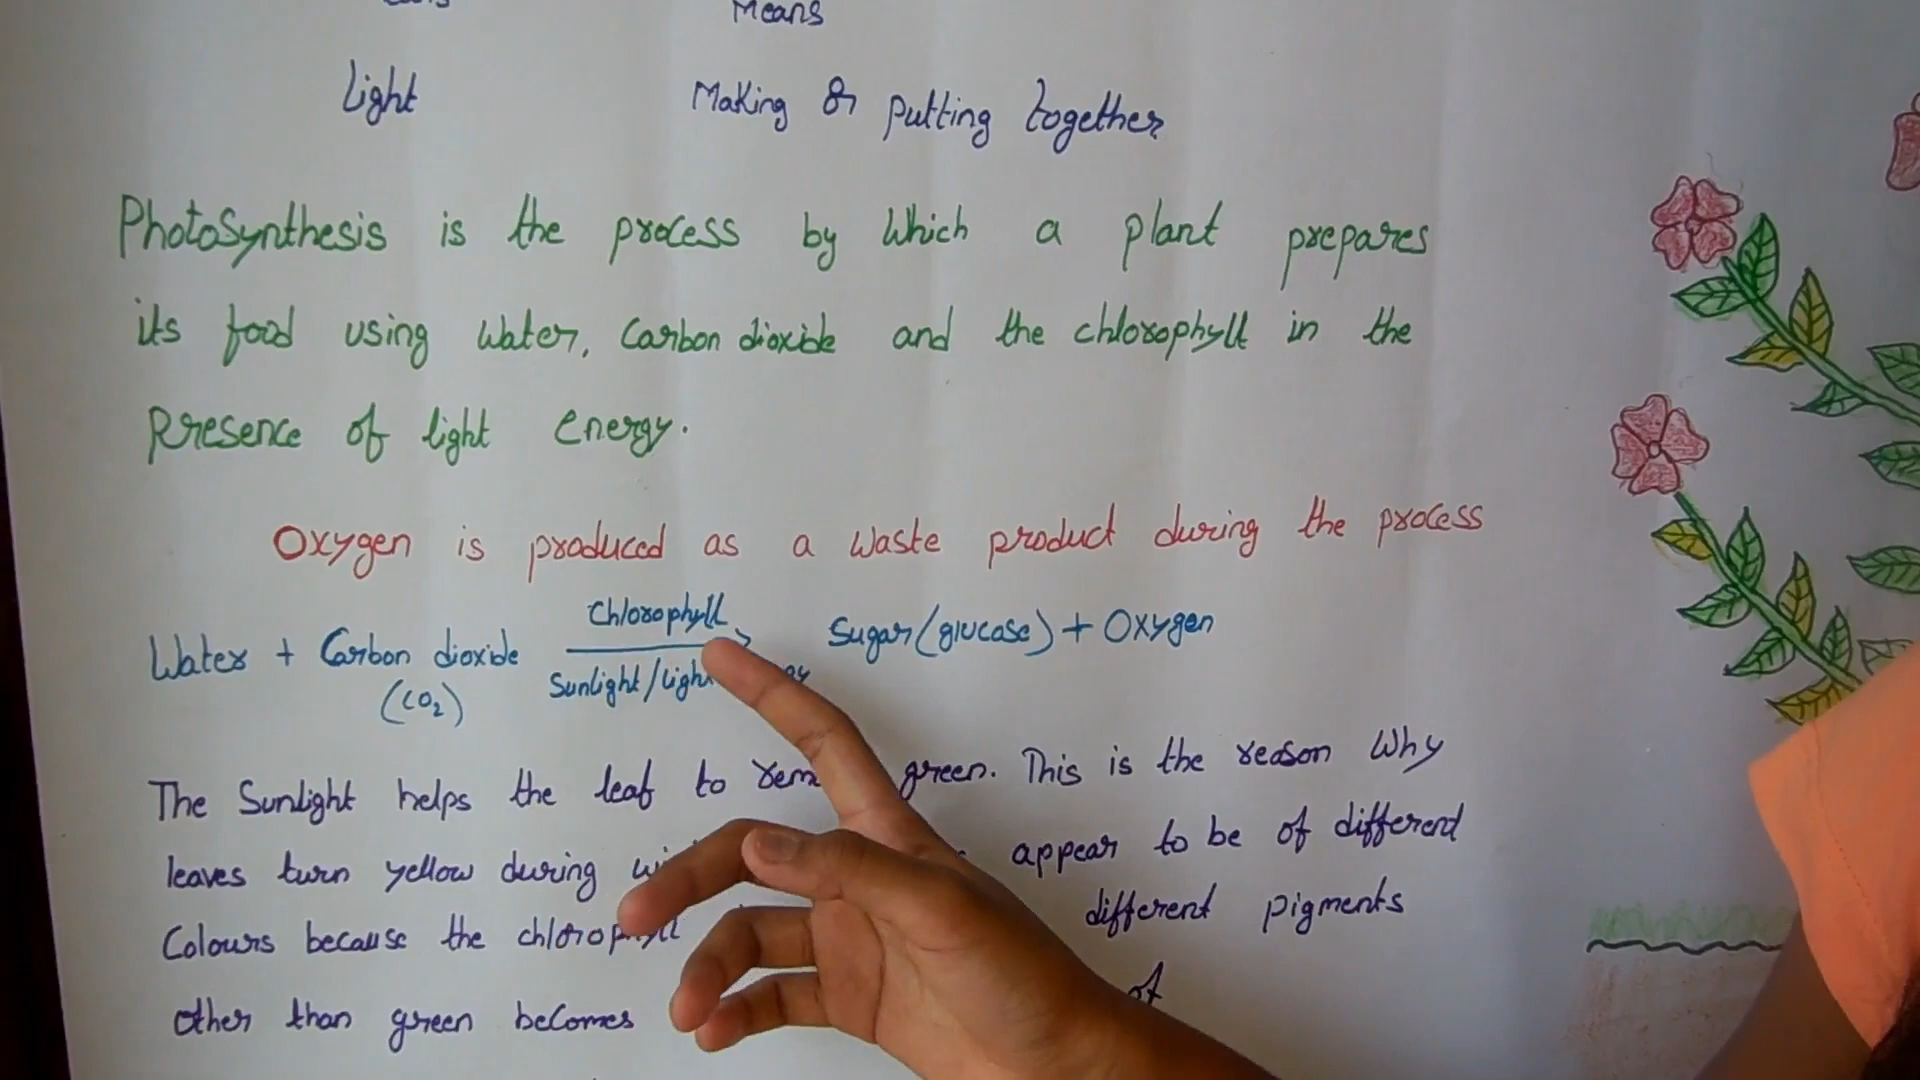 Means
Light Making or putting together
Photosynthesis is the process by Which a plant prepares
its food using Water, Carbon dioxide and the chlorophyll in the
Presence of light energy.
Oxygen is produced as a Waste product during the process
Chlorophyll
Water + Carbon dioxide Sugar (glucose) + Oxygen
(CO2) Sunlight/Light
The Sunlight helps the leaf to green. This is the reason Why
leaves turn yellow during appear to be of different
Colours because the chlorophyll different pigments
other than green becomes of